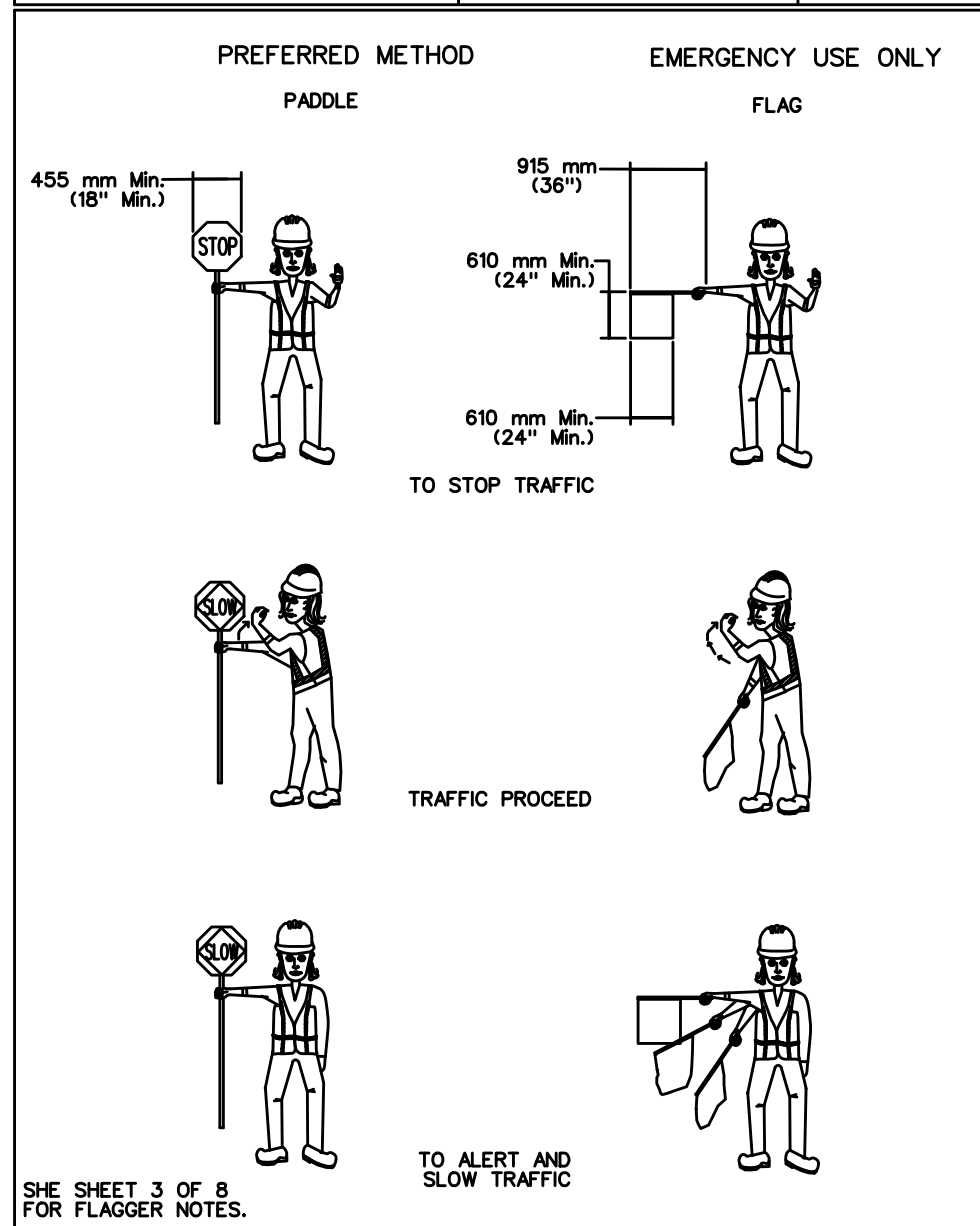 PREFERRED METHOD
EMERGENCY USE ONLY
PADDLE
FLAG
455 mm Min.
(18" Min.)
915 mm
(36")
STOP
610 mm Min.
(24" Min.)
610 mm Min.
(24" Min.)
TO STOP TRAFFIC
SLOW
TRAFFIC PROCEED
SLOW
TO ALERT AND
SLOW TRAFFIC
SHE SHEET 3 OF 8
FOR FLAGGER NOTES.